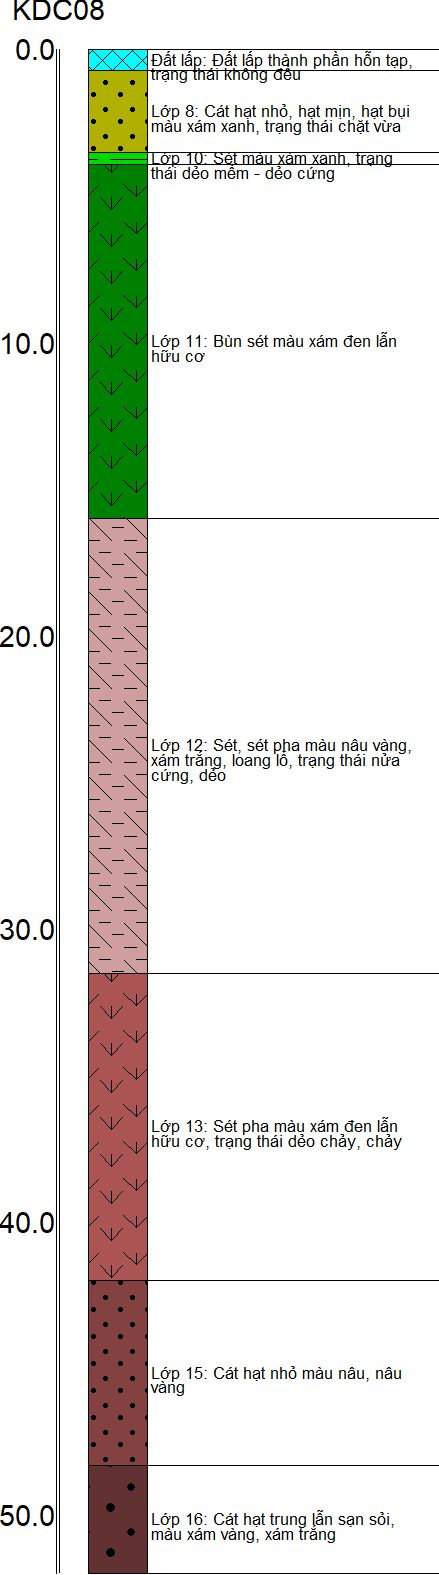 KDC08
0.0
Đất lấp: Đất lấp thành phần hỗn tạp,
trạng thái không đều
Lớp 8: Cát hạt nhỏ, hạt mịn, hạt bụi
màu xám xanh, trạng thái chặt vừa
Lớp 10: Sét màu xám xanh, trạng
thái dẻo mềm - dẻo cứng
10.0
Lớp 11: Bùn sét màu xám đen lẫn
hữu cơ
20.0
Lớp 12: Sét, sét pha màu nâu vàng,
xám trắng, loang lổ, trạng thái nửa
cứng, dẻo
30.0
Lớp 13: Sét pha màu xám đen lẫn
hữu cơ, trạng thái dẻo chảy, chảy
40.0
Lớp 15: Cát hạt nhỏ màu nâu, nâu
vàng
50.0
Lớp 16: Cát hạt trung lẫn sạn sỏi,
màu xám vàng, xám trắng